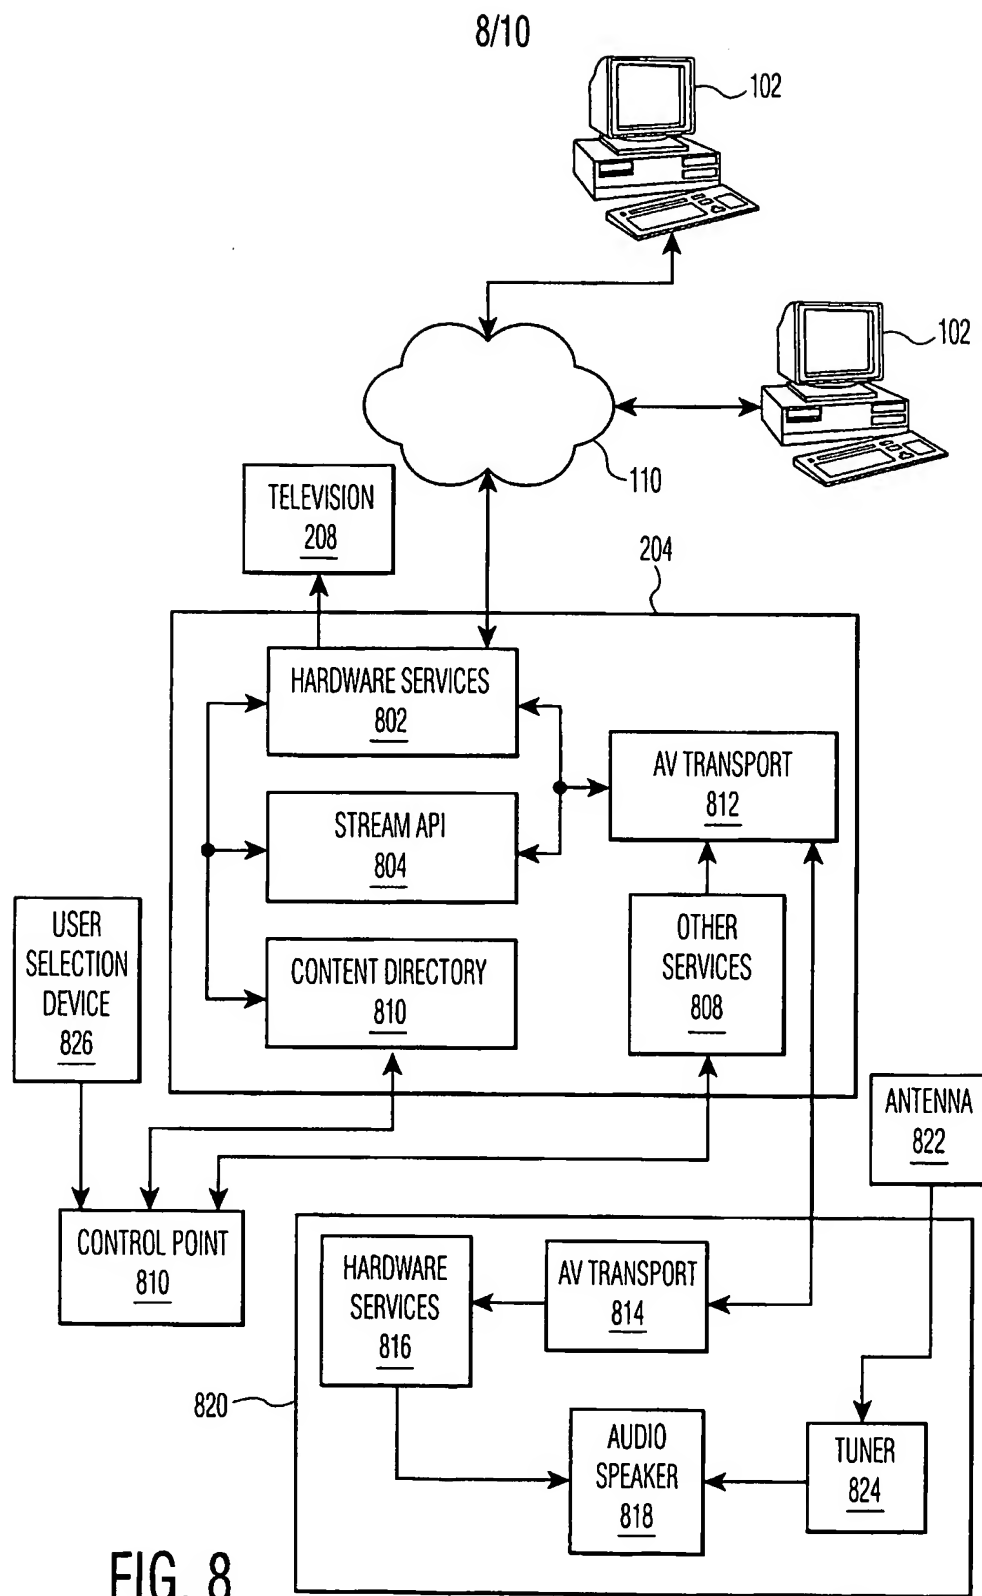 8/10
102
102
110
TELEVISION
208
204
HARDWARE SERVICES
802
AV TRANSPORT
812
STREAM API
804
USER
SELECTION
DEVICE
826
CONTENT DIRECTORY
810
OTHER
SERVICES
808
ANTENNA
822
CONTROL POINT
810
HARDWARE
SERVICES
816
AV TRANSPORT
814
820
AUDIO
SPEAKER
818
TUNER
824
FIG. 8